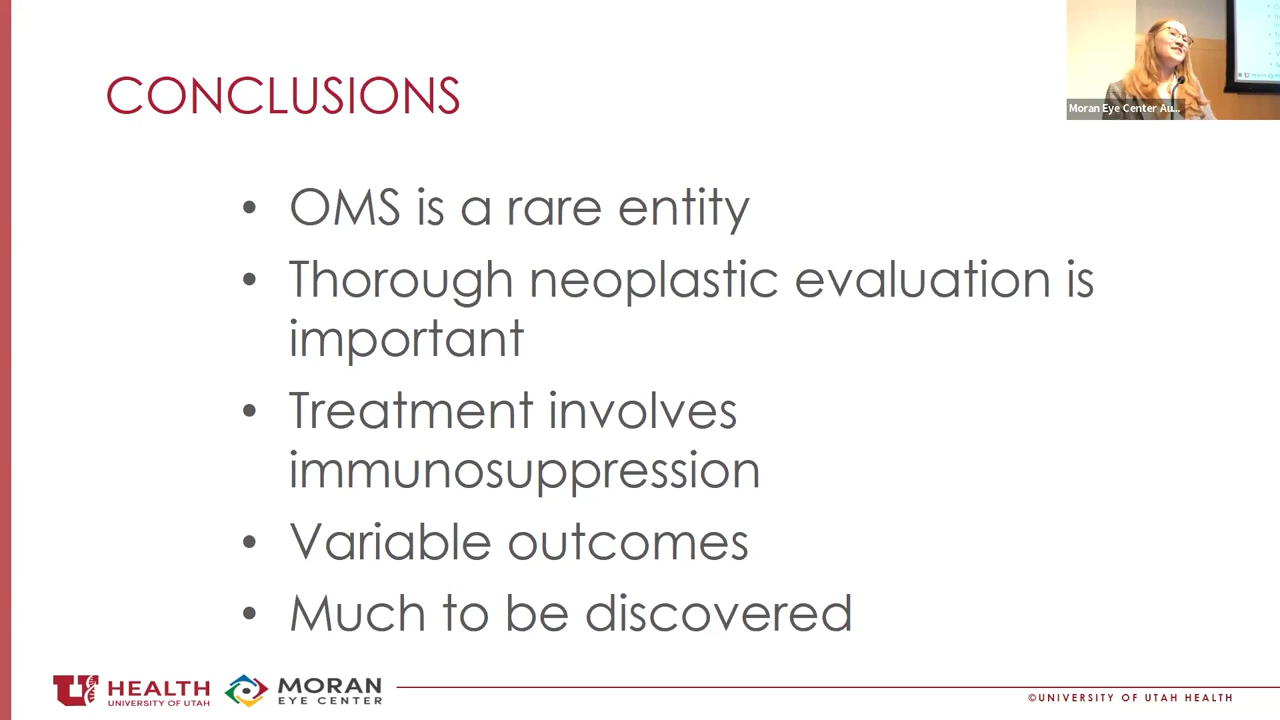 CONCLUSIONS
Moran Eye Center Au...
• OMS is a rare entity
• Thorough neoplastic evaluation is
important
• Treatment involves
immunosuppression
• Variable outcomes
• Much to be discovered
U HEALTH
UNIVERSITY OF UTAH
MORAN
EYE CENTER
©UNIVERSITY OF UTAH HEALTH